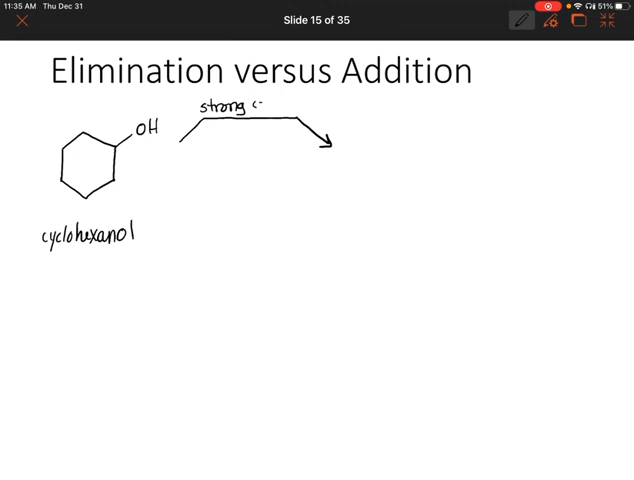 11:35 AM Thu Dec 31
51%
Slide 15 of 35
Elimination versus Addition
strong
OH
cyclohexanol